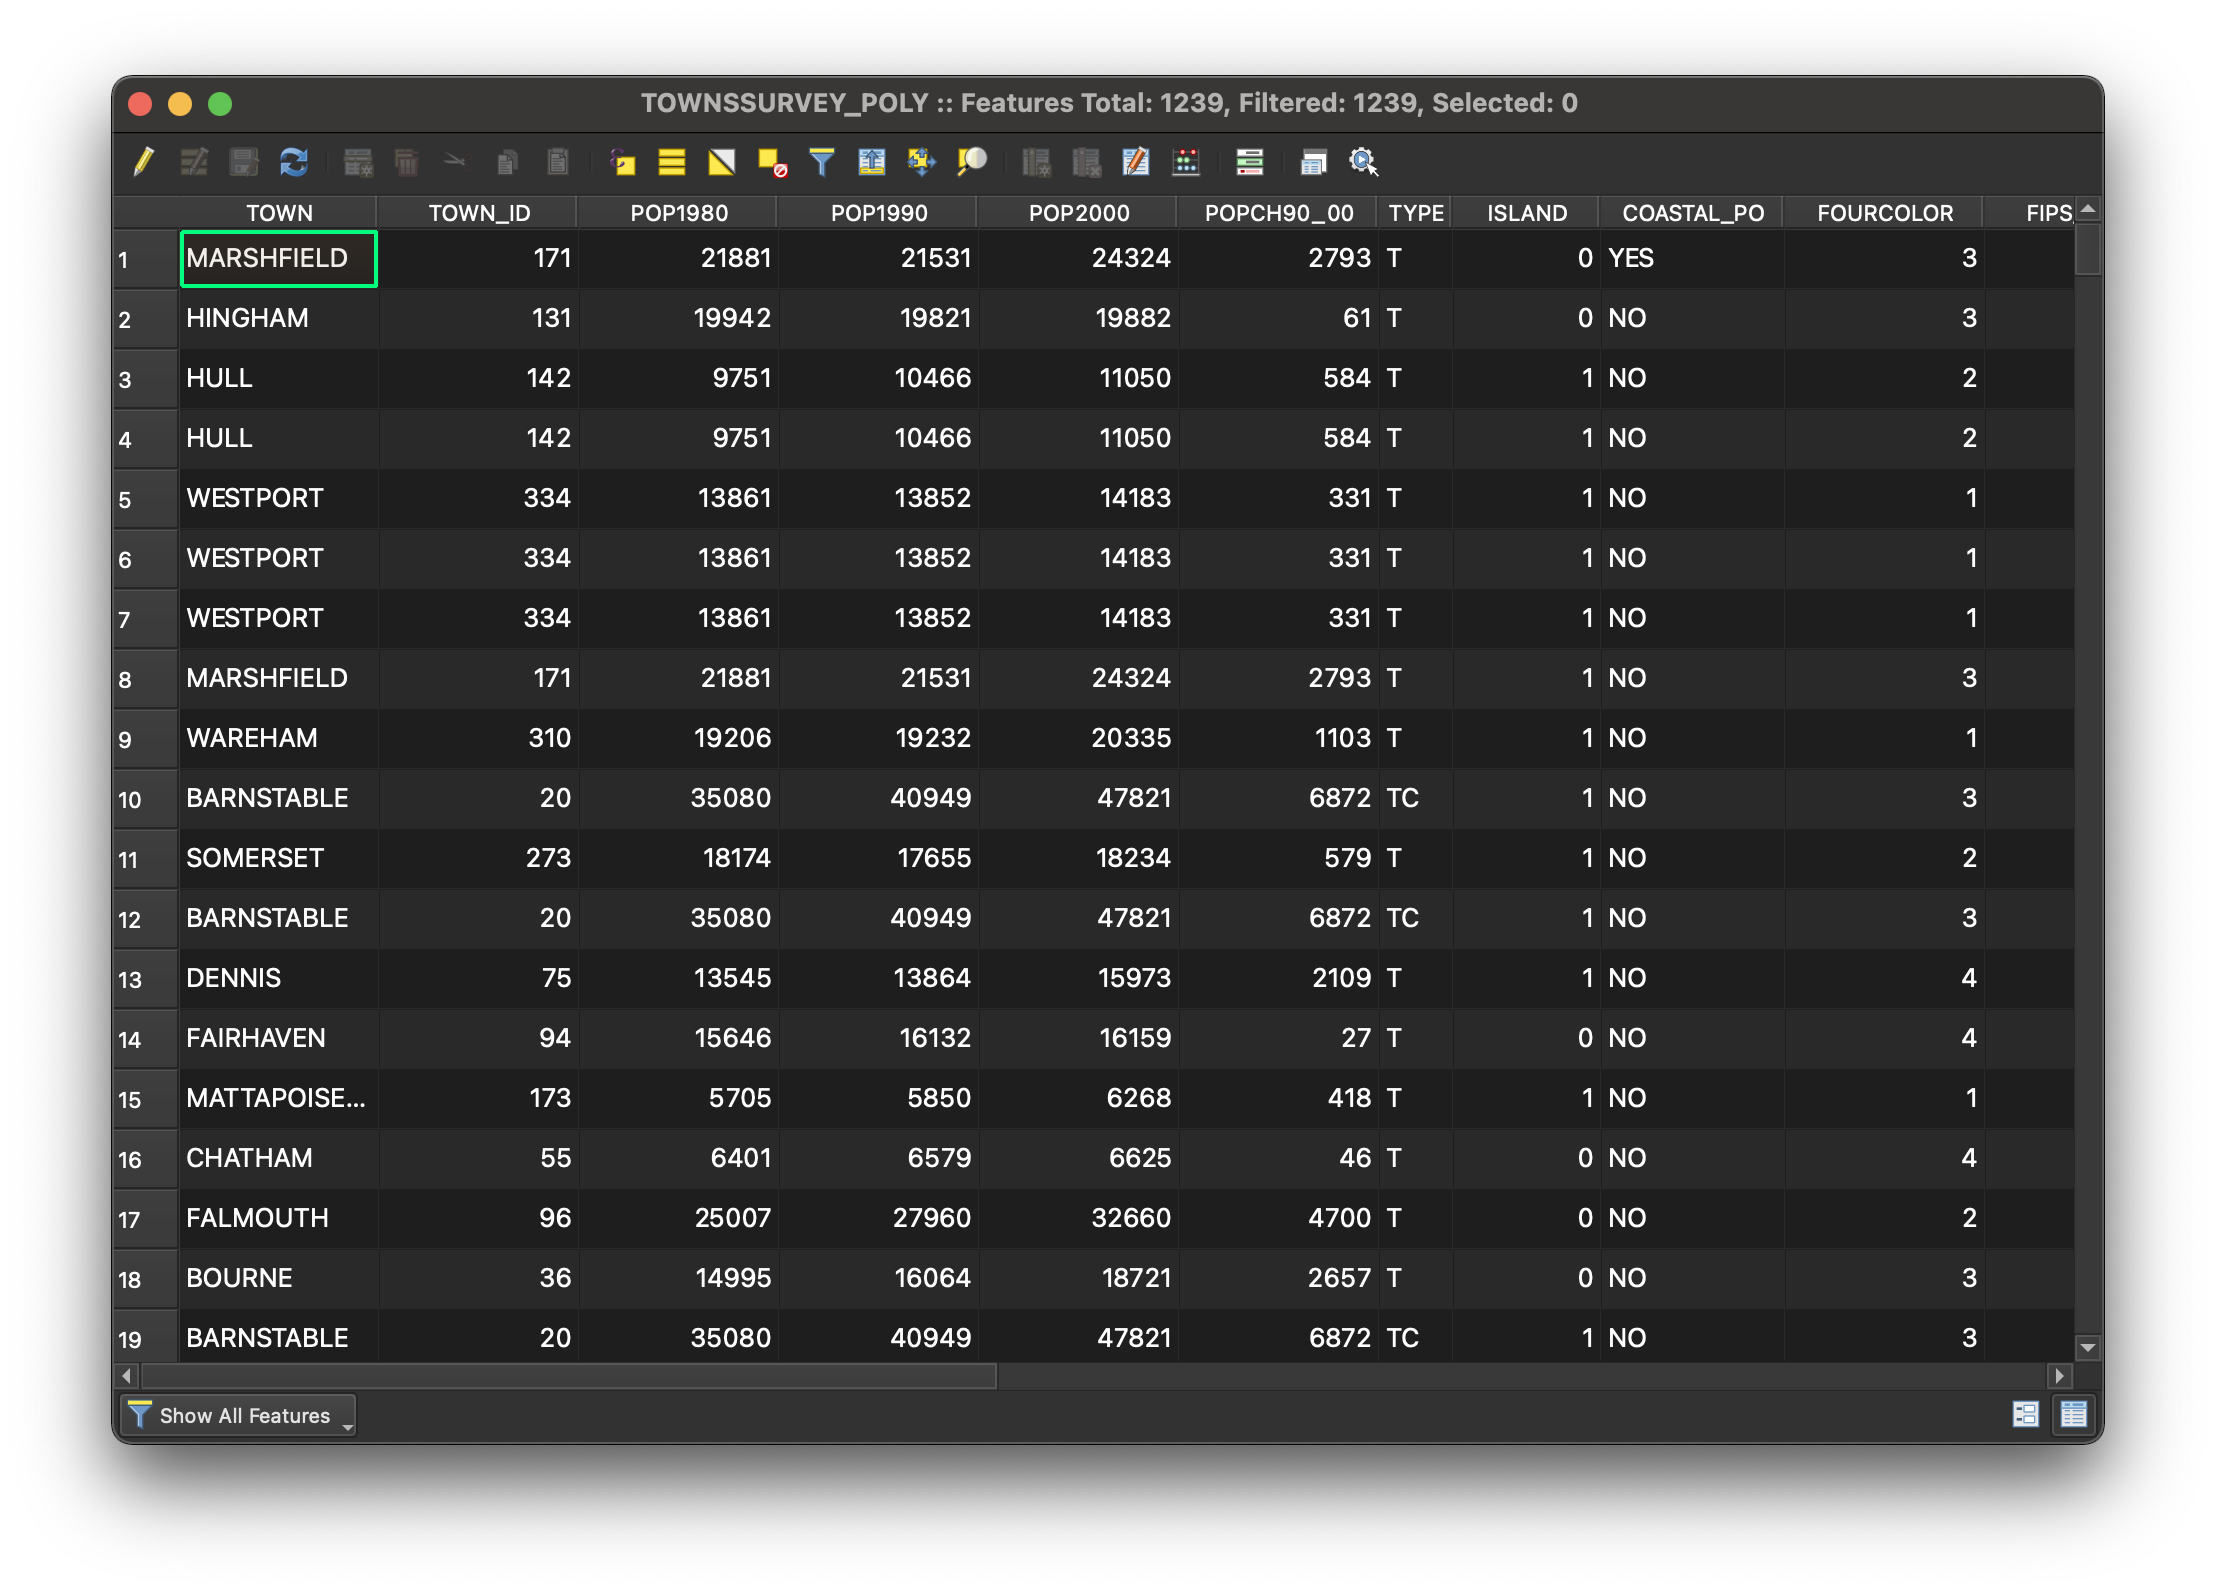 TOWNSSURVEY_POLY :: Features Total: 1239, Filtered: 1239, Selected: 0
TOWN TOWN_ID POP1980 POP1990 POP2000 POPCH90_00 TYPE ISLAND COASTAL_PO FOURCOLOR FIPS_
1 MARSHFIELD 171 21881 21531 24324 2793 T 0 YES 3
2 HINGHAM 131 19942 19821 19882 61 T 0 NO 3
3 HULL 142 9751 10466 11050 584 T 1 NO 2
4 HULL 142 9751 10466 11050 584 T 1 NO 2
5 WESTPORT 334 13861 13852 14183 331 T 1 NO 1
6 WESTPORT 334 13861 13852 14183 331 T 1 NO 1
7 WESTPORT 334 13861 13852 14183 331 T 1 NO 1
8 MARSHFIELD 171 21881 21531 24324 2793 T 1 NO 3
9 WAREHAM 310 19206 19232 20335 1103 T 1 NO 1
10 BARNSTABLE 20 35080 40949 47821 6872 TC 1 NO 3
11 SOMERSET 273 18174 17655 18234 579 T 1 NO 2
12 BARNSTABLE 20 35080 40949 47821 6872 TC 1 NO 3
13 DENNIS 75 13545 13864 15973 2109 T 1 NO 4
14 FAIRHAVEN 94 15646 16132 16159 27 T 0 NO 4
15 MATTAPOISE... 173 5705 5850 6268 418 T 1 NO 1
16 CHATHAM 55 6401 6579 6625 46 T 0 NO 4
17 FALMOUTH 96 25007 27960 32660 4700 T 0 NO 2
18 BOURNE 36 14995 16064 18721 2657 T 0 NO 3
19 BARNSTABLE 20 35080 40949 47821 6872 TC 1 NO 3
Show All Features